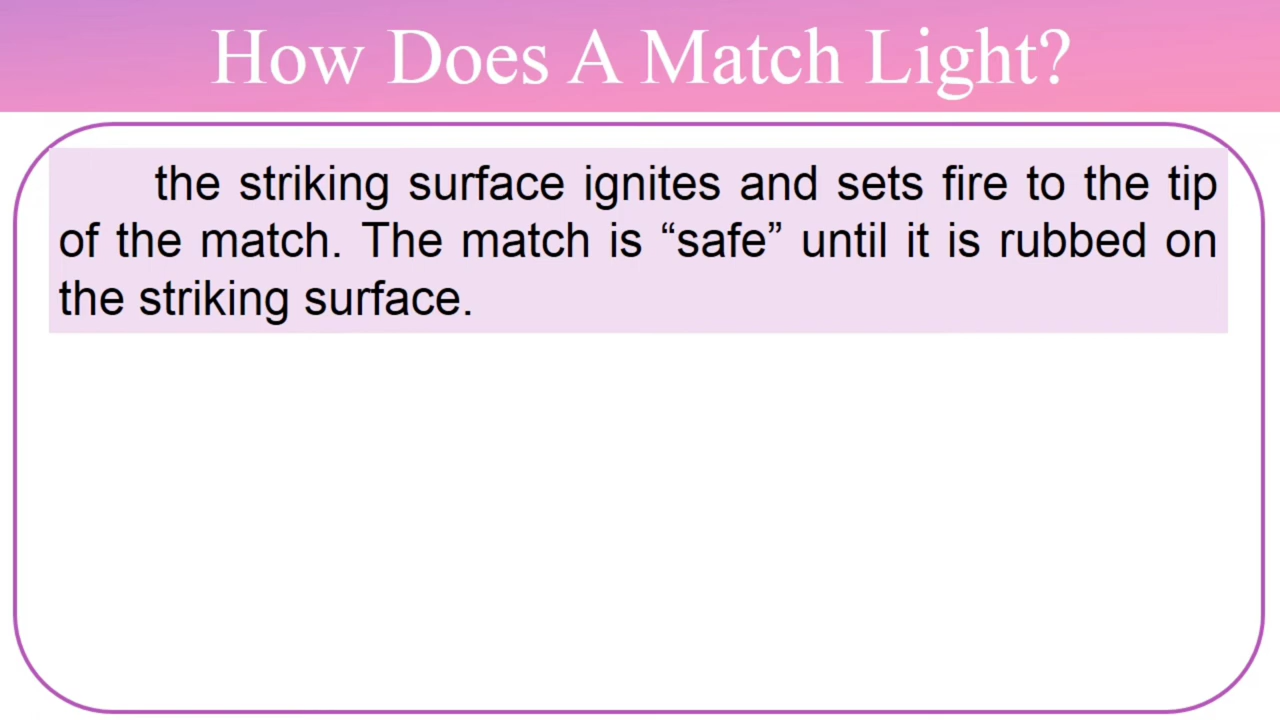 How Does A Match Light?
the striking surface ignites and sets fire to the tip
of the match. The match is “safe” until it is rubbed on
the striking surface.